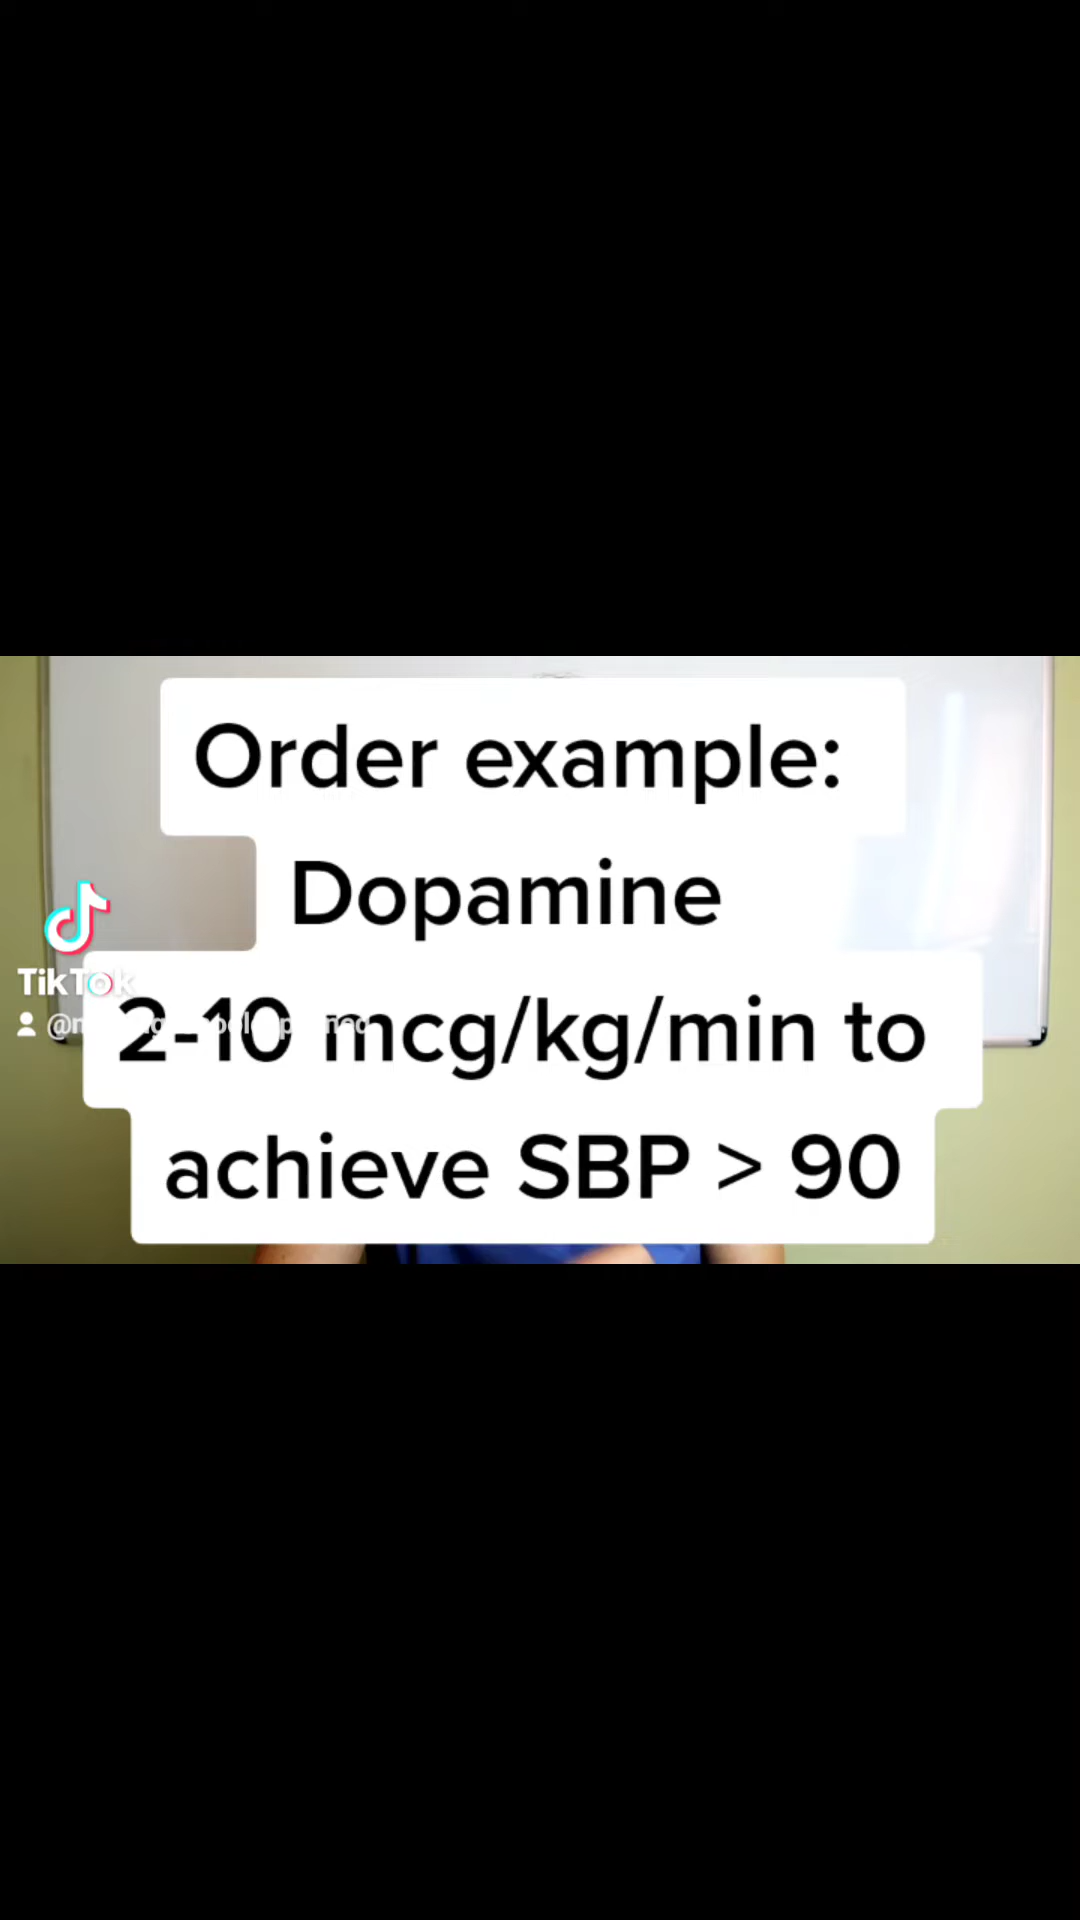 Order example:
Dopamine
TikTok
2-10 mcg/kg/min to
achieve SBP > 90